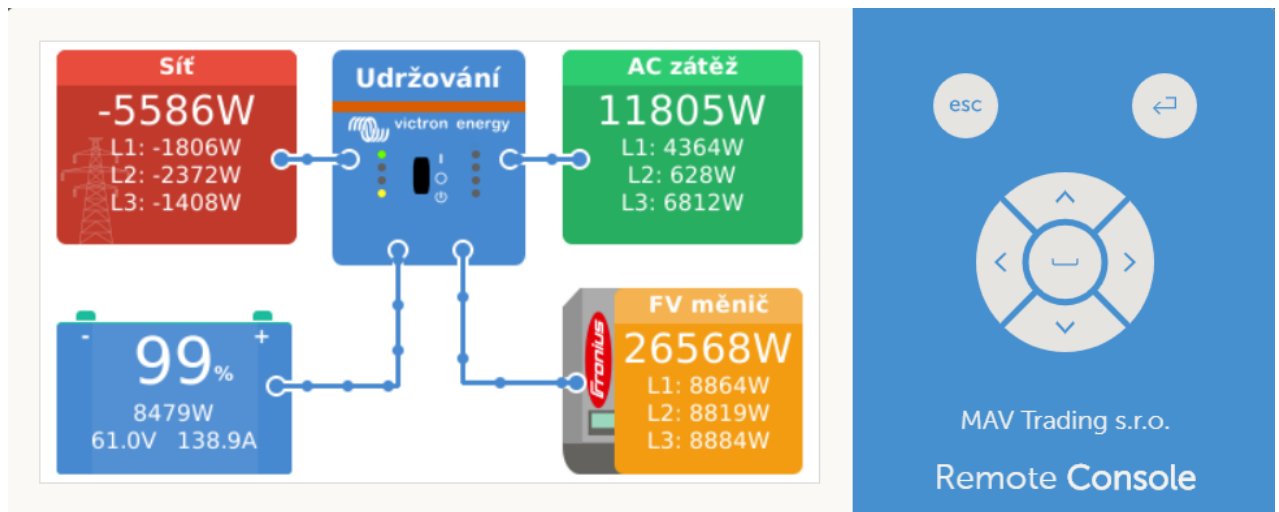 Síť
-5586W
L1: -1806W
L2: -2372W
L3: -1408W
Udržování
victron energy
AC zátěž
11805W
L1: 4364W
L2: 628W
L3: 6812W
- +
99%
8479W
61.0V 138.9A
Fronius
FV měnič
26568W
L1: 8864W
L2: 8819W
L3: 8884W
esc
MAV Trading s.r.o.
Remote Console